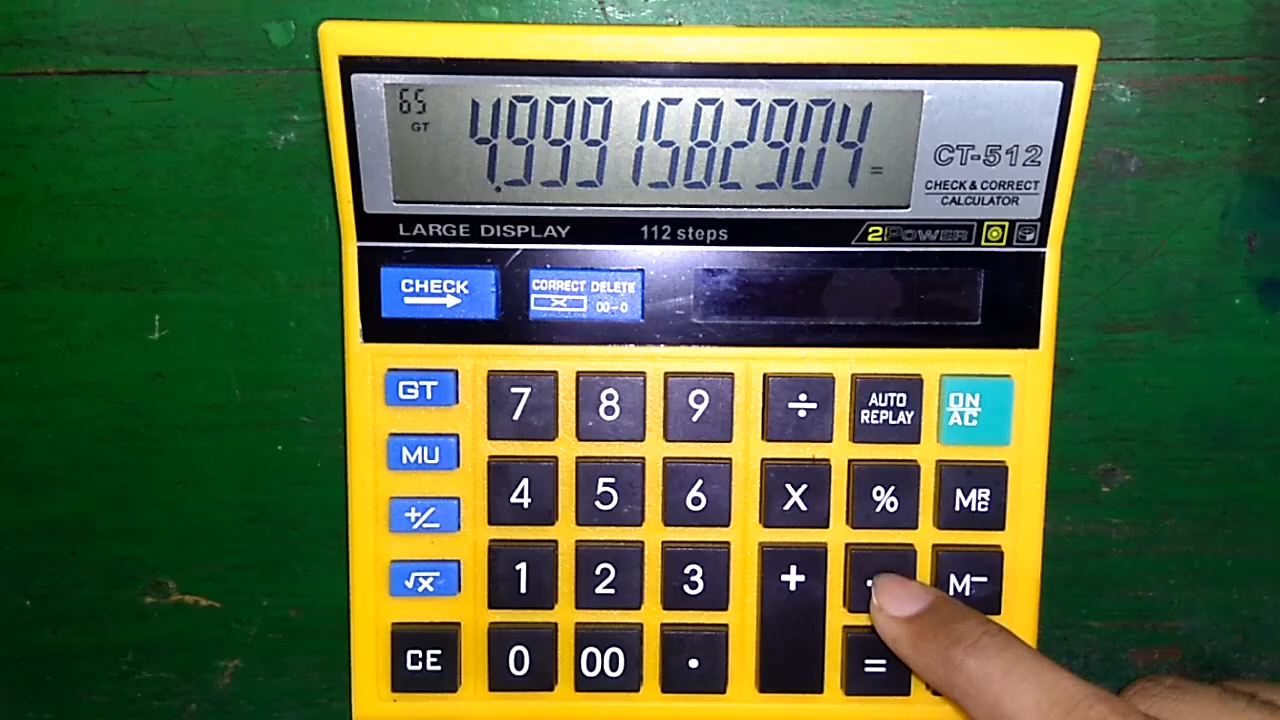 65
GT
4.9991582904 =
CT-512
CHECK & CORRECT
CALCULATOR
LARGE DISPLAY 112 steps 2POWER
CHECK CORRECT DELETE
00→0
GT 7 8 9 ÷ AUTO REPLAY ON/AC
MU 4 5 6 X % MRC
+/− √x 1 2 3 + M−
CE 0 00 . =